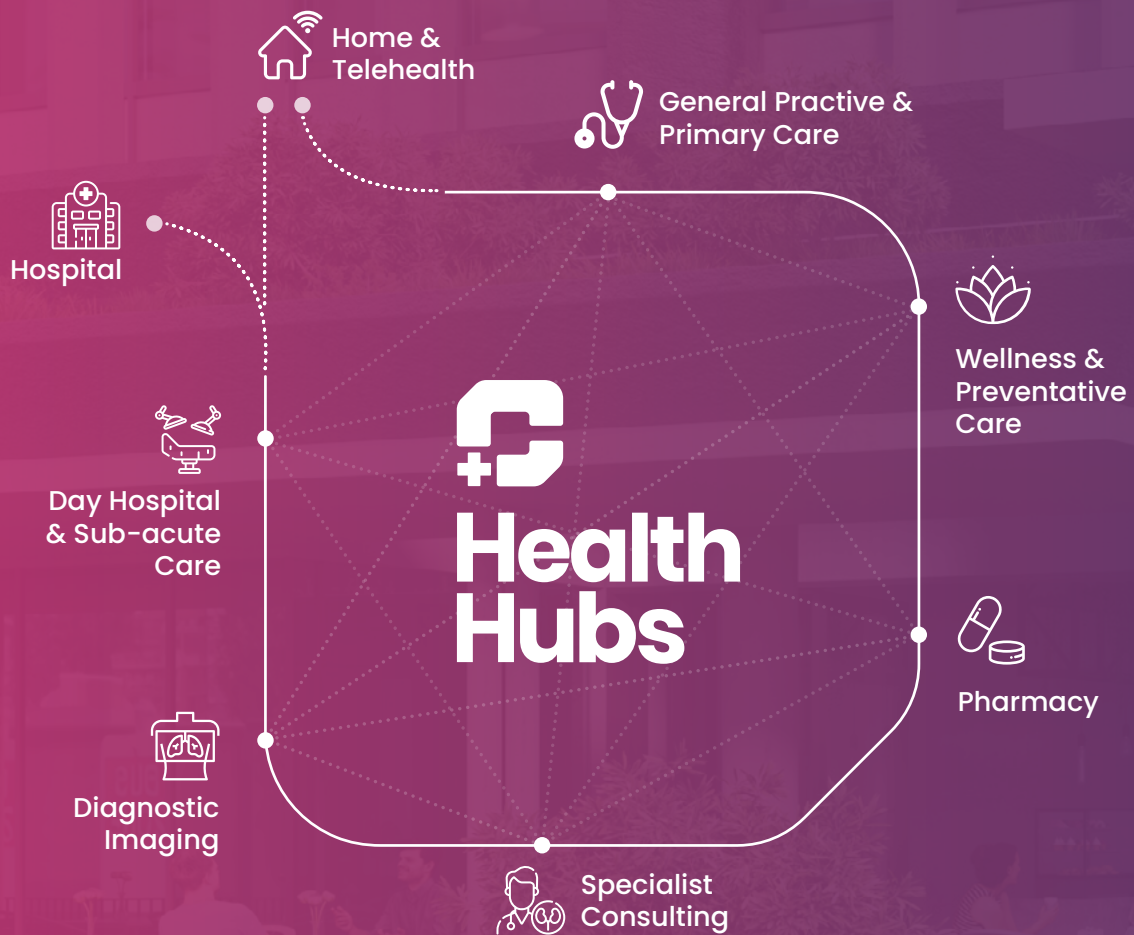 Home &
Telehealth
General Practive &
Primary Care
Hospital
Wellness &
Preventative
Care
Health
Hubs
Day Hospital
& Sub-acute
Care
Pharmacy
Diagnostic
Imaging
Specialist
Consulting